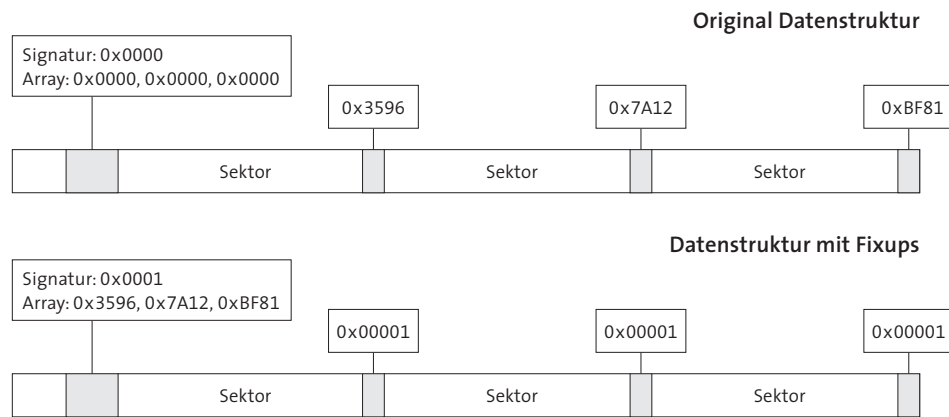 Original Datenstruktur
Signatur: 0x0000
Array: 0x0000, 0x0000, 0x0000
0x3596
0x7A12
0xBF81
Sektor
Sektor
Sektor
Datenstruktur mit Fixups
Signatur: 0x0001
Array: 0x3596, 0x7A12, 0xBF81
0x00001
0x00001
0x00001
Sektor
Sektor
Sektor